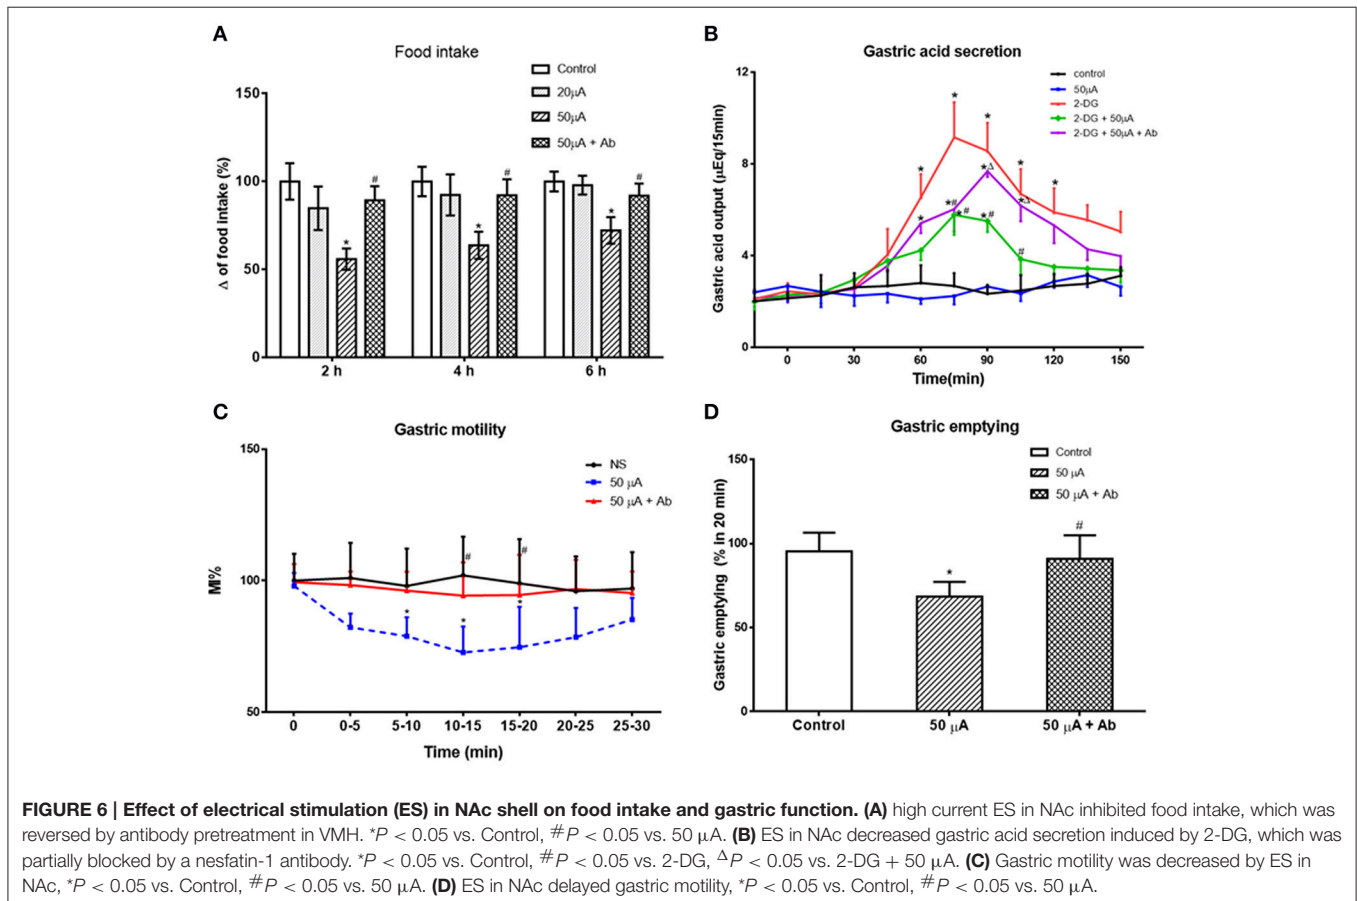 A
Food intake
Control
20µA
50µA
50µA + Ab
Δ of food intake (%)
150
100
50
0
* # * # * #
2 h 4 h 6 h
B
Gastric acid secretion
control
50µA
2-DG
2-DG + 50µA
2-DG + 50µA + Ab
Gastric acid output (µEq/15min)
12
8
4
0
* * * * *
* *# *Δ *Δ
*# *# #
0 30 60 90 120 150
Time(min)
C
Gastric motility
NS
50 µA
50 µA + Ab
MI%
150
100
50
# #
* * *
0 0-5 5-10 10-15 15-20 20-25 25-30
Time (min)
D
Gastric emptying
Control
50 µA
50 µA + Ab
Gastric emptying (% in 20 min)
150
100
50
0
* #
Control 50 µA 50 µA + Ab
FIGURE 6 | Effect of electrical stimulation (ES) in NAc shell on food intake and gastric function. (A) high current ES in NAc inhibited food intake, which was
reversed by antibody pretreatment in VMH. *P < 0.05 vs. Control, #P < 0.05 vs. 50 µA. (B) ES in NAc decreased gastric acid secretion induced by 2-DG, which was
partially blocked by a nesfatin-1 antibody. *P < 0.05 vs. Control, #P < 0.05 vs. 2-DG, ΔP < 0.05 vs. 2-DG + 50 µA. (C) Gastric motility was decreased by ES in
NAc, *P < 0.05 vs. Control, #P < 0.05 vs. 50 µA. (D) ES in NAc delayed gastric motility, *P < 0.05 vs. Control, #P < 0.05 vs. 50 µA.